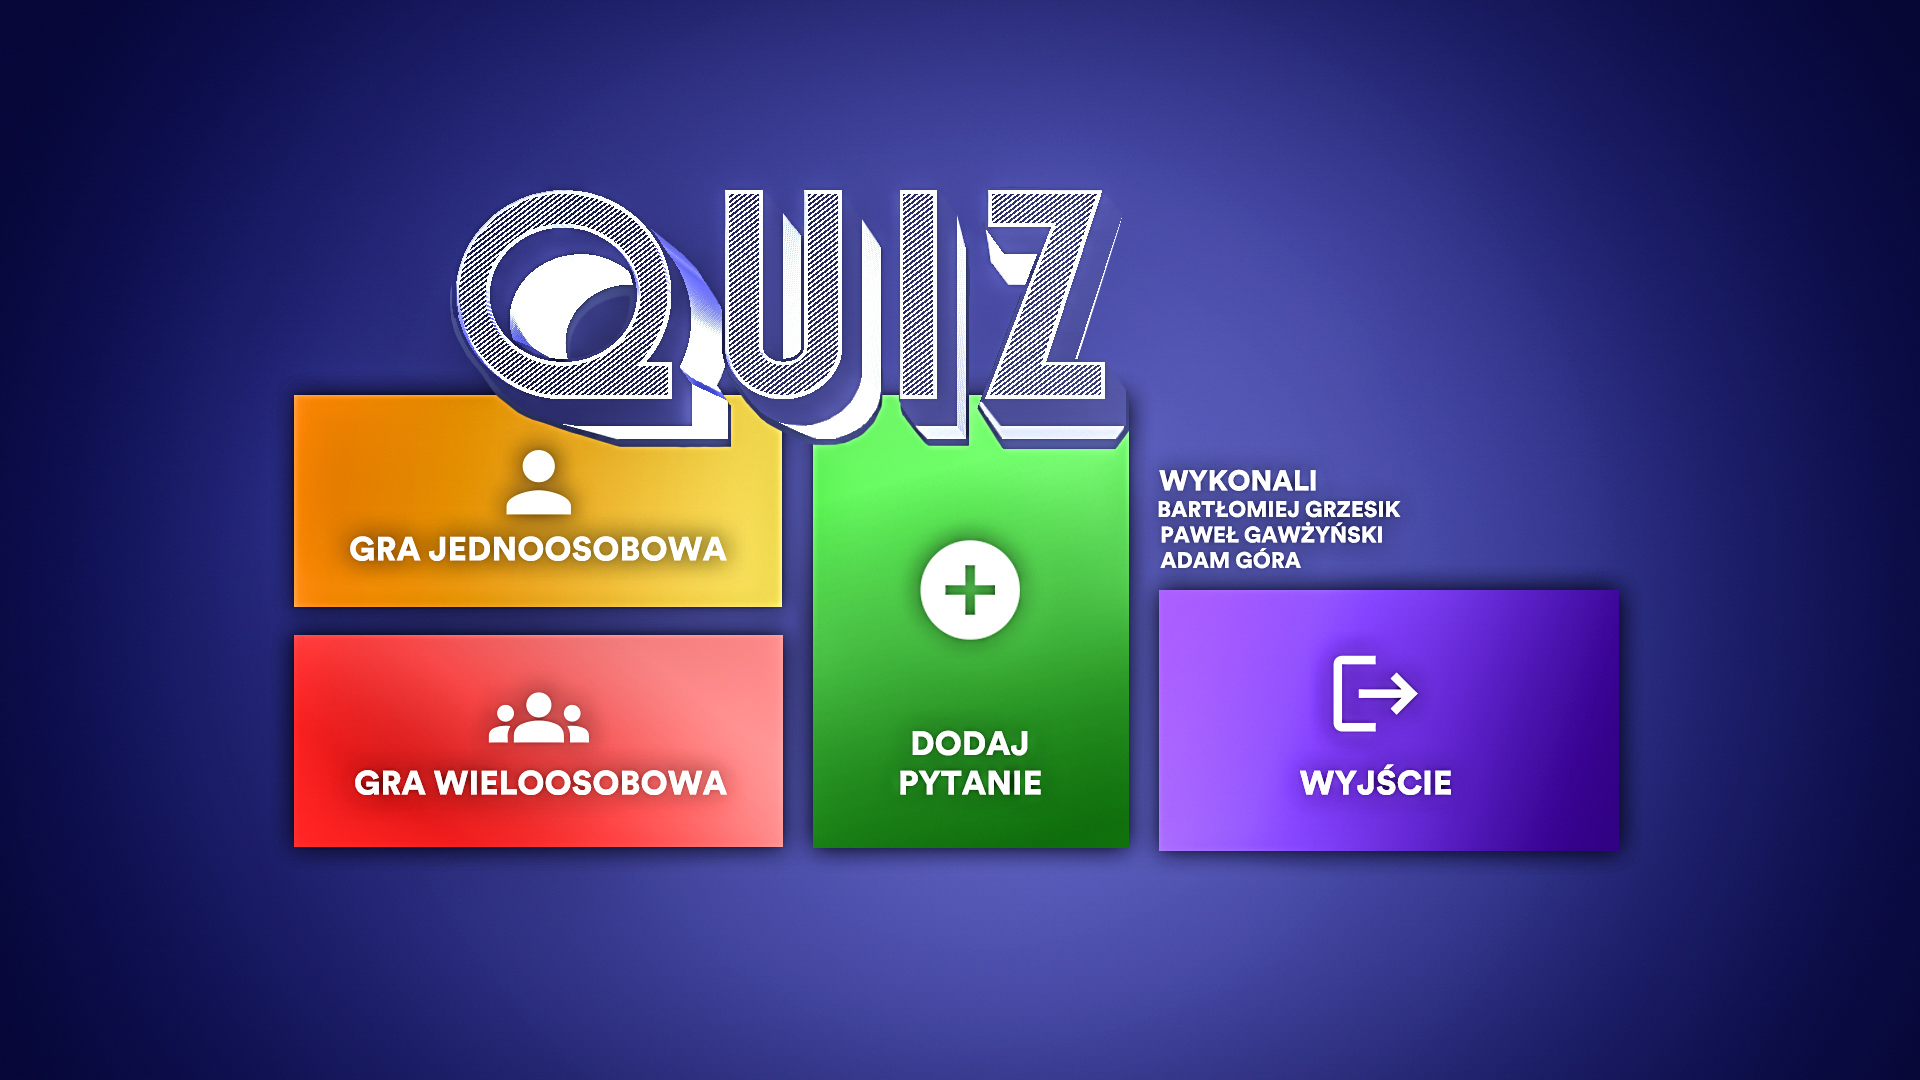 QUIZ
GRA JEDNOOSOBOWA
GRA WIELOOSOBOWA
DODAJ
PYTANIE
WYKONALI
BARTŁOMIEJ GRZESIK
PAWEŁ GAWŻYŃSKI
ADAM GÓRA
WYJŚCIE